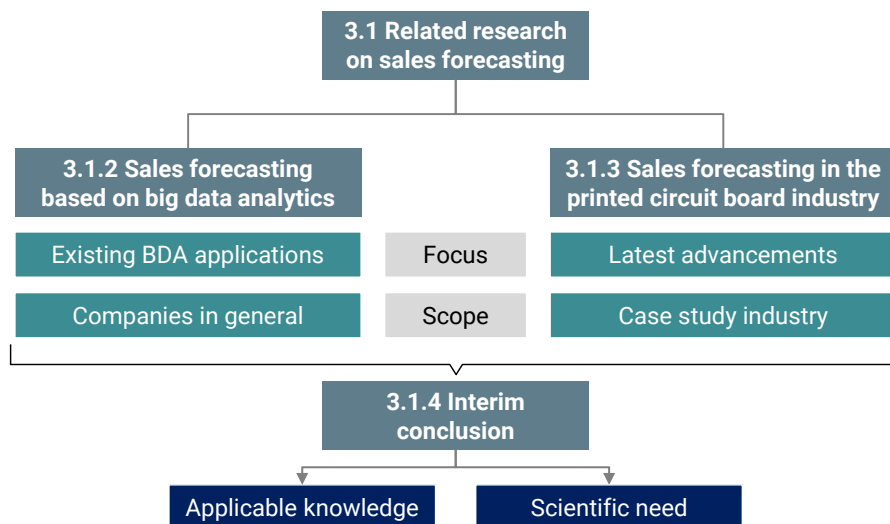 3.1 Related research
on sales forecasting
3.1.2 Sales forecasting
based on big data analytics
3.1.3 Sales forecasting in the
printed circuit board industry
Existing BDA applications
Focus
Latest advancements
Companies in general
Scope
Case study industry
3.1.4 Interim
conclusion
Applicable knowledge
Scientific need